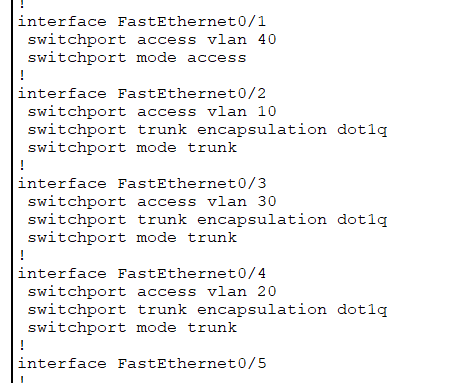 !
interface FastEthernet0/1
switchport access vlan 40
switchport mode access
!
interface FastEthernet0/2
switchport access vlan 10
switchport trunk encapsulation dot1q
switchport mode trunk
!
interface FastEthernet0/3
switchport access vlan 30
switchport trunk encapsulation dot1q
switchport mode trunk
!
interface FastEthernet0/4
switchport access vlan 20
switchport trunk encapsulation dot1q
switchport mode trunk
!
interface FastEthernet0/5
!